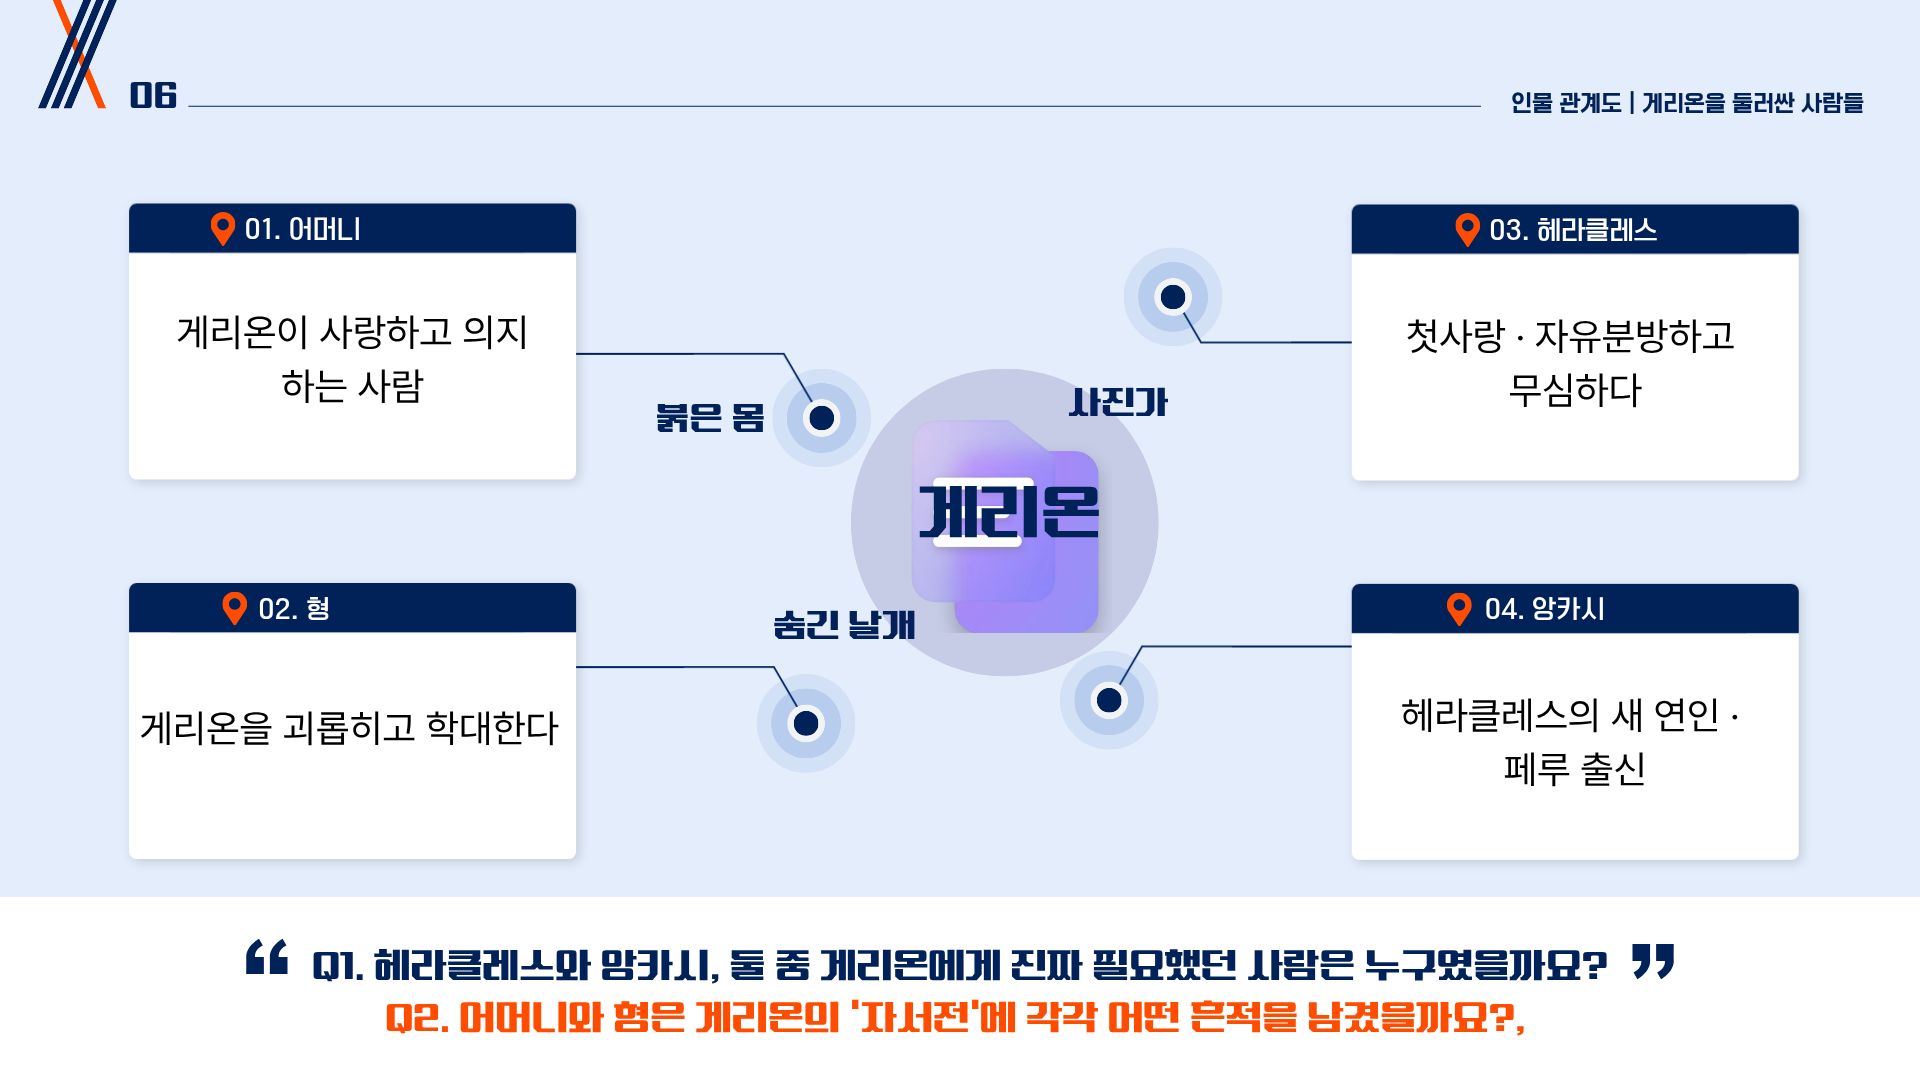 06
인물 관계도 | 게리온을 둘러싼 사람들
01. 어머니
게리온이 사랑하고 의지
하는 사람
02. 형
게리온을 괴롭히고 학대한다
붉은 몸
사진가
게리온
숨긴 날개
03. 헤라클레스
첫사랑 · 자유분방하고
무심하다
04. 앙카시
헤라클레스의 새 연인 ·
페루 출신
“ Q1. 헤라클레스와 앙카시, 둘 중 게리온에게 진짜 필요했던 사람은 누구였을까요? ”
Q2. 어머니와 형은 게리온의 '자서전'에 각각 어떤 흔적을 남겼을까요?,